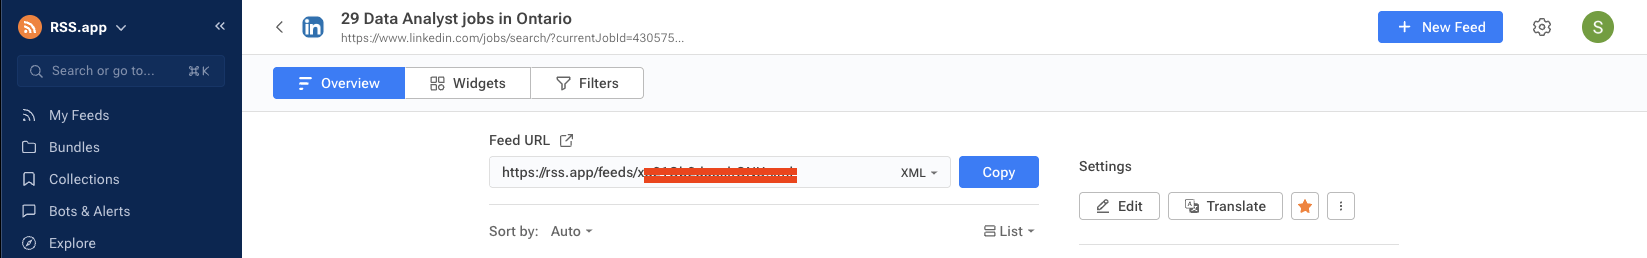 RSS.app
Search or go to...
⌘ K
My Feeds
Bundles
Collections
Bots & Alerts
Explore
29 Data Analyst jobs in Ontario
https://www.linkedin.com/jobs/search/?currentJobId=430575...
New Feed
S
Overview
Widgets
Filters
Feed URL
https://rss.app/feeds/x
XML
Copy
Sort by: Auto
List
Settings
Edit
Translate